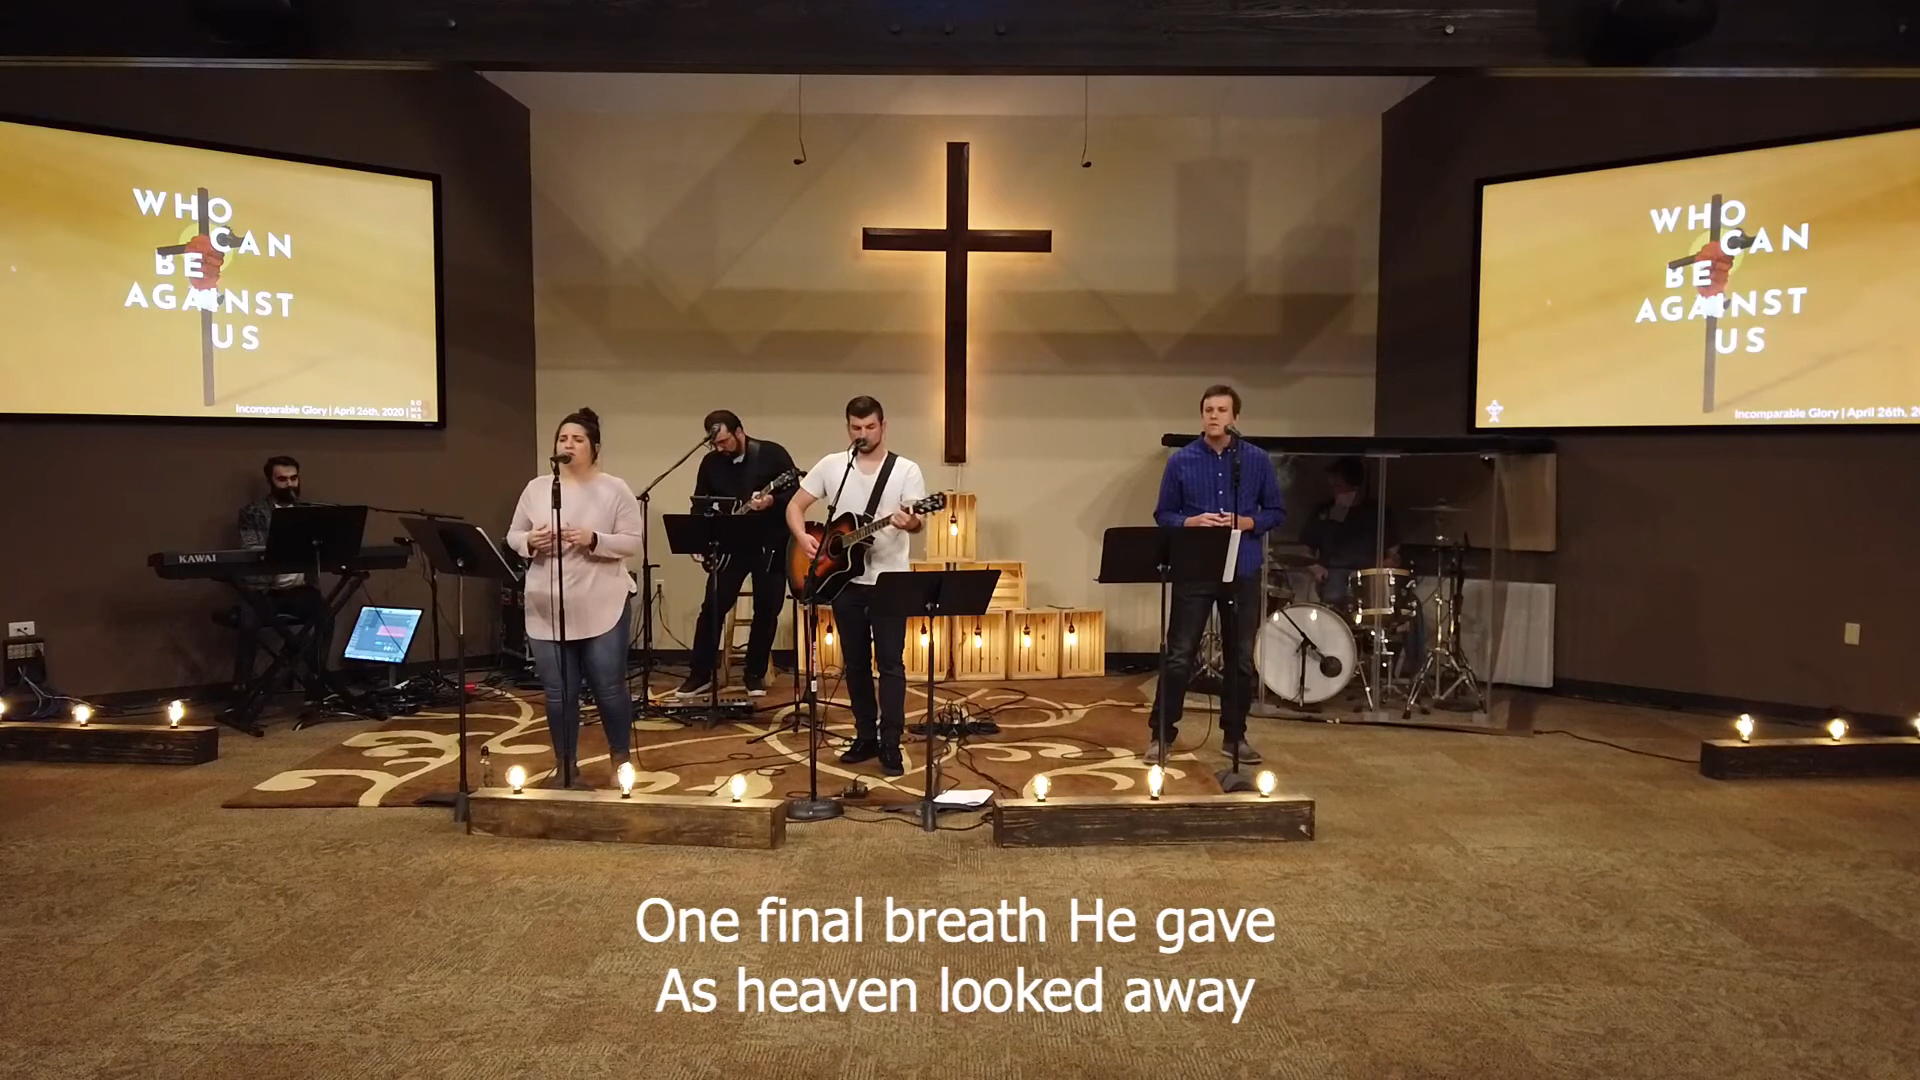 WHO
CAN
BE
AGAINST
US
Incomparable Glory | April 26th, 2020 |
WHO
CAN
BE
AGAINST
US
Incomparable Glory | April 26th,
KAWAI
One final breath He gave
As heaven looked away